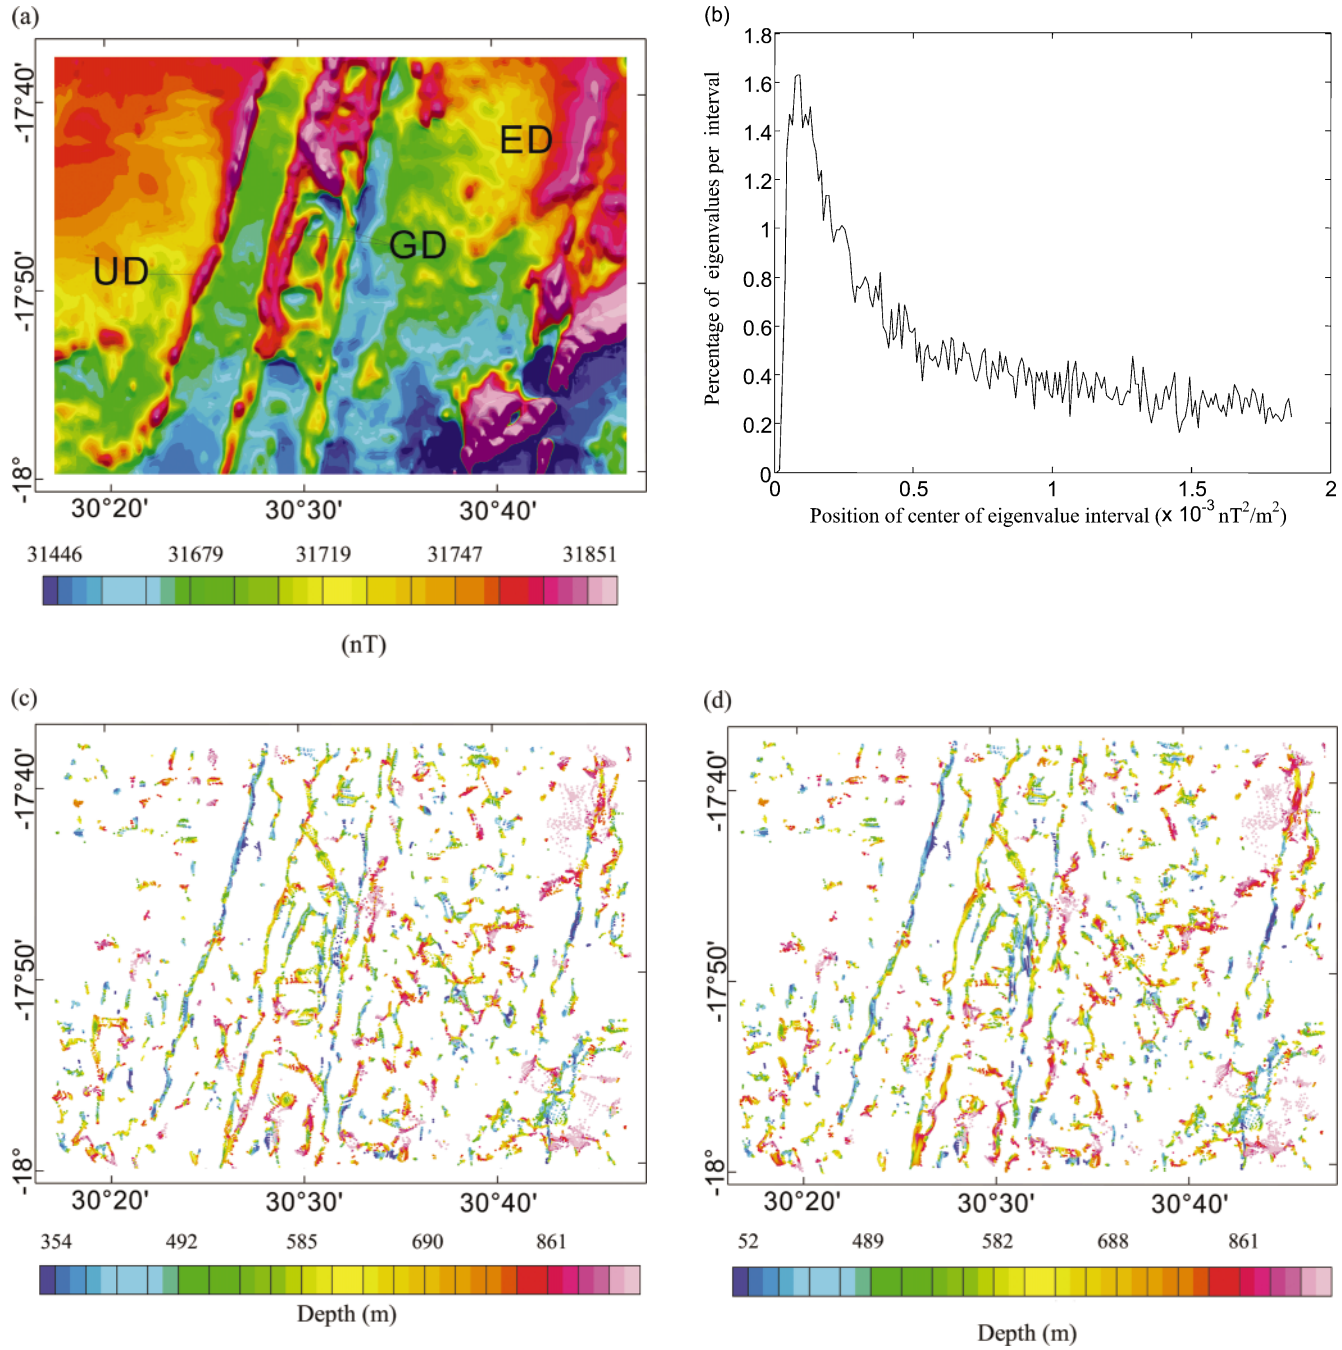 (a)
-17°40'
-17°50'
-18°
UD
GD
ED
30°20' 30°30' 30°40'
31446 31679 31719 31747 31851
(nT)
(b)
Percentage of eigenvalues per interval
1.8
1.6
1.4
1.2
1
0.8
0.6
0.4
0.2
0
0 0.5 1 1.5 2
Position of center of eigenvalue interval (x 10⁻³ nT²/m²)
(c)
-17°40'
-17°50'
-18°
30°20' 30°30' 30°40'
354 492 585 690 861
Depth (m)
(d)
-17°40'
-17°50'
-18°
30°20' 30°30' 30°40'
52 489 582 688 861
Depth (m)